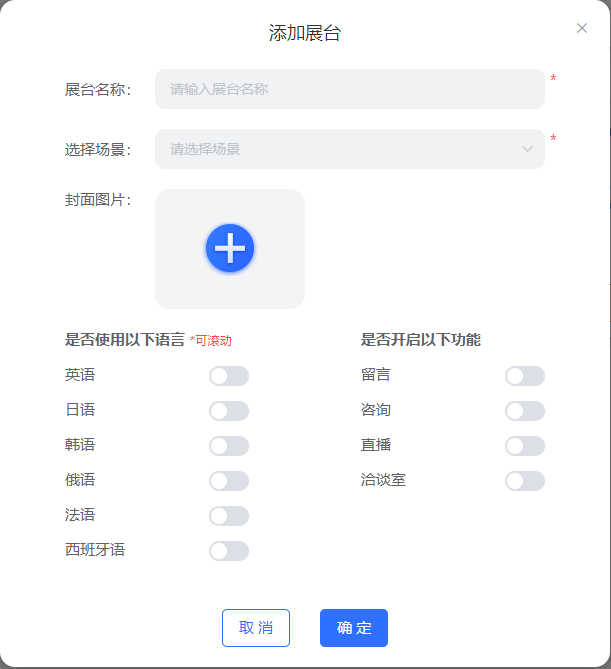 添加展台
展台名称： 请输入展台名称 *
选择场景： 请选择场景 *
封面图片：
是否使用以下语言 *可滚动
英语
日语
韩语
俄语
法语
西班牙语
是否开启以下功能
留言
咨询
直播
洽谈室
取 消 确 定